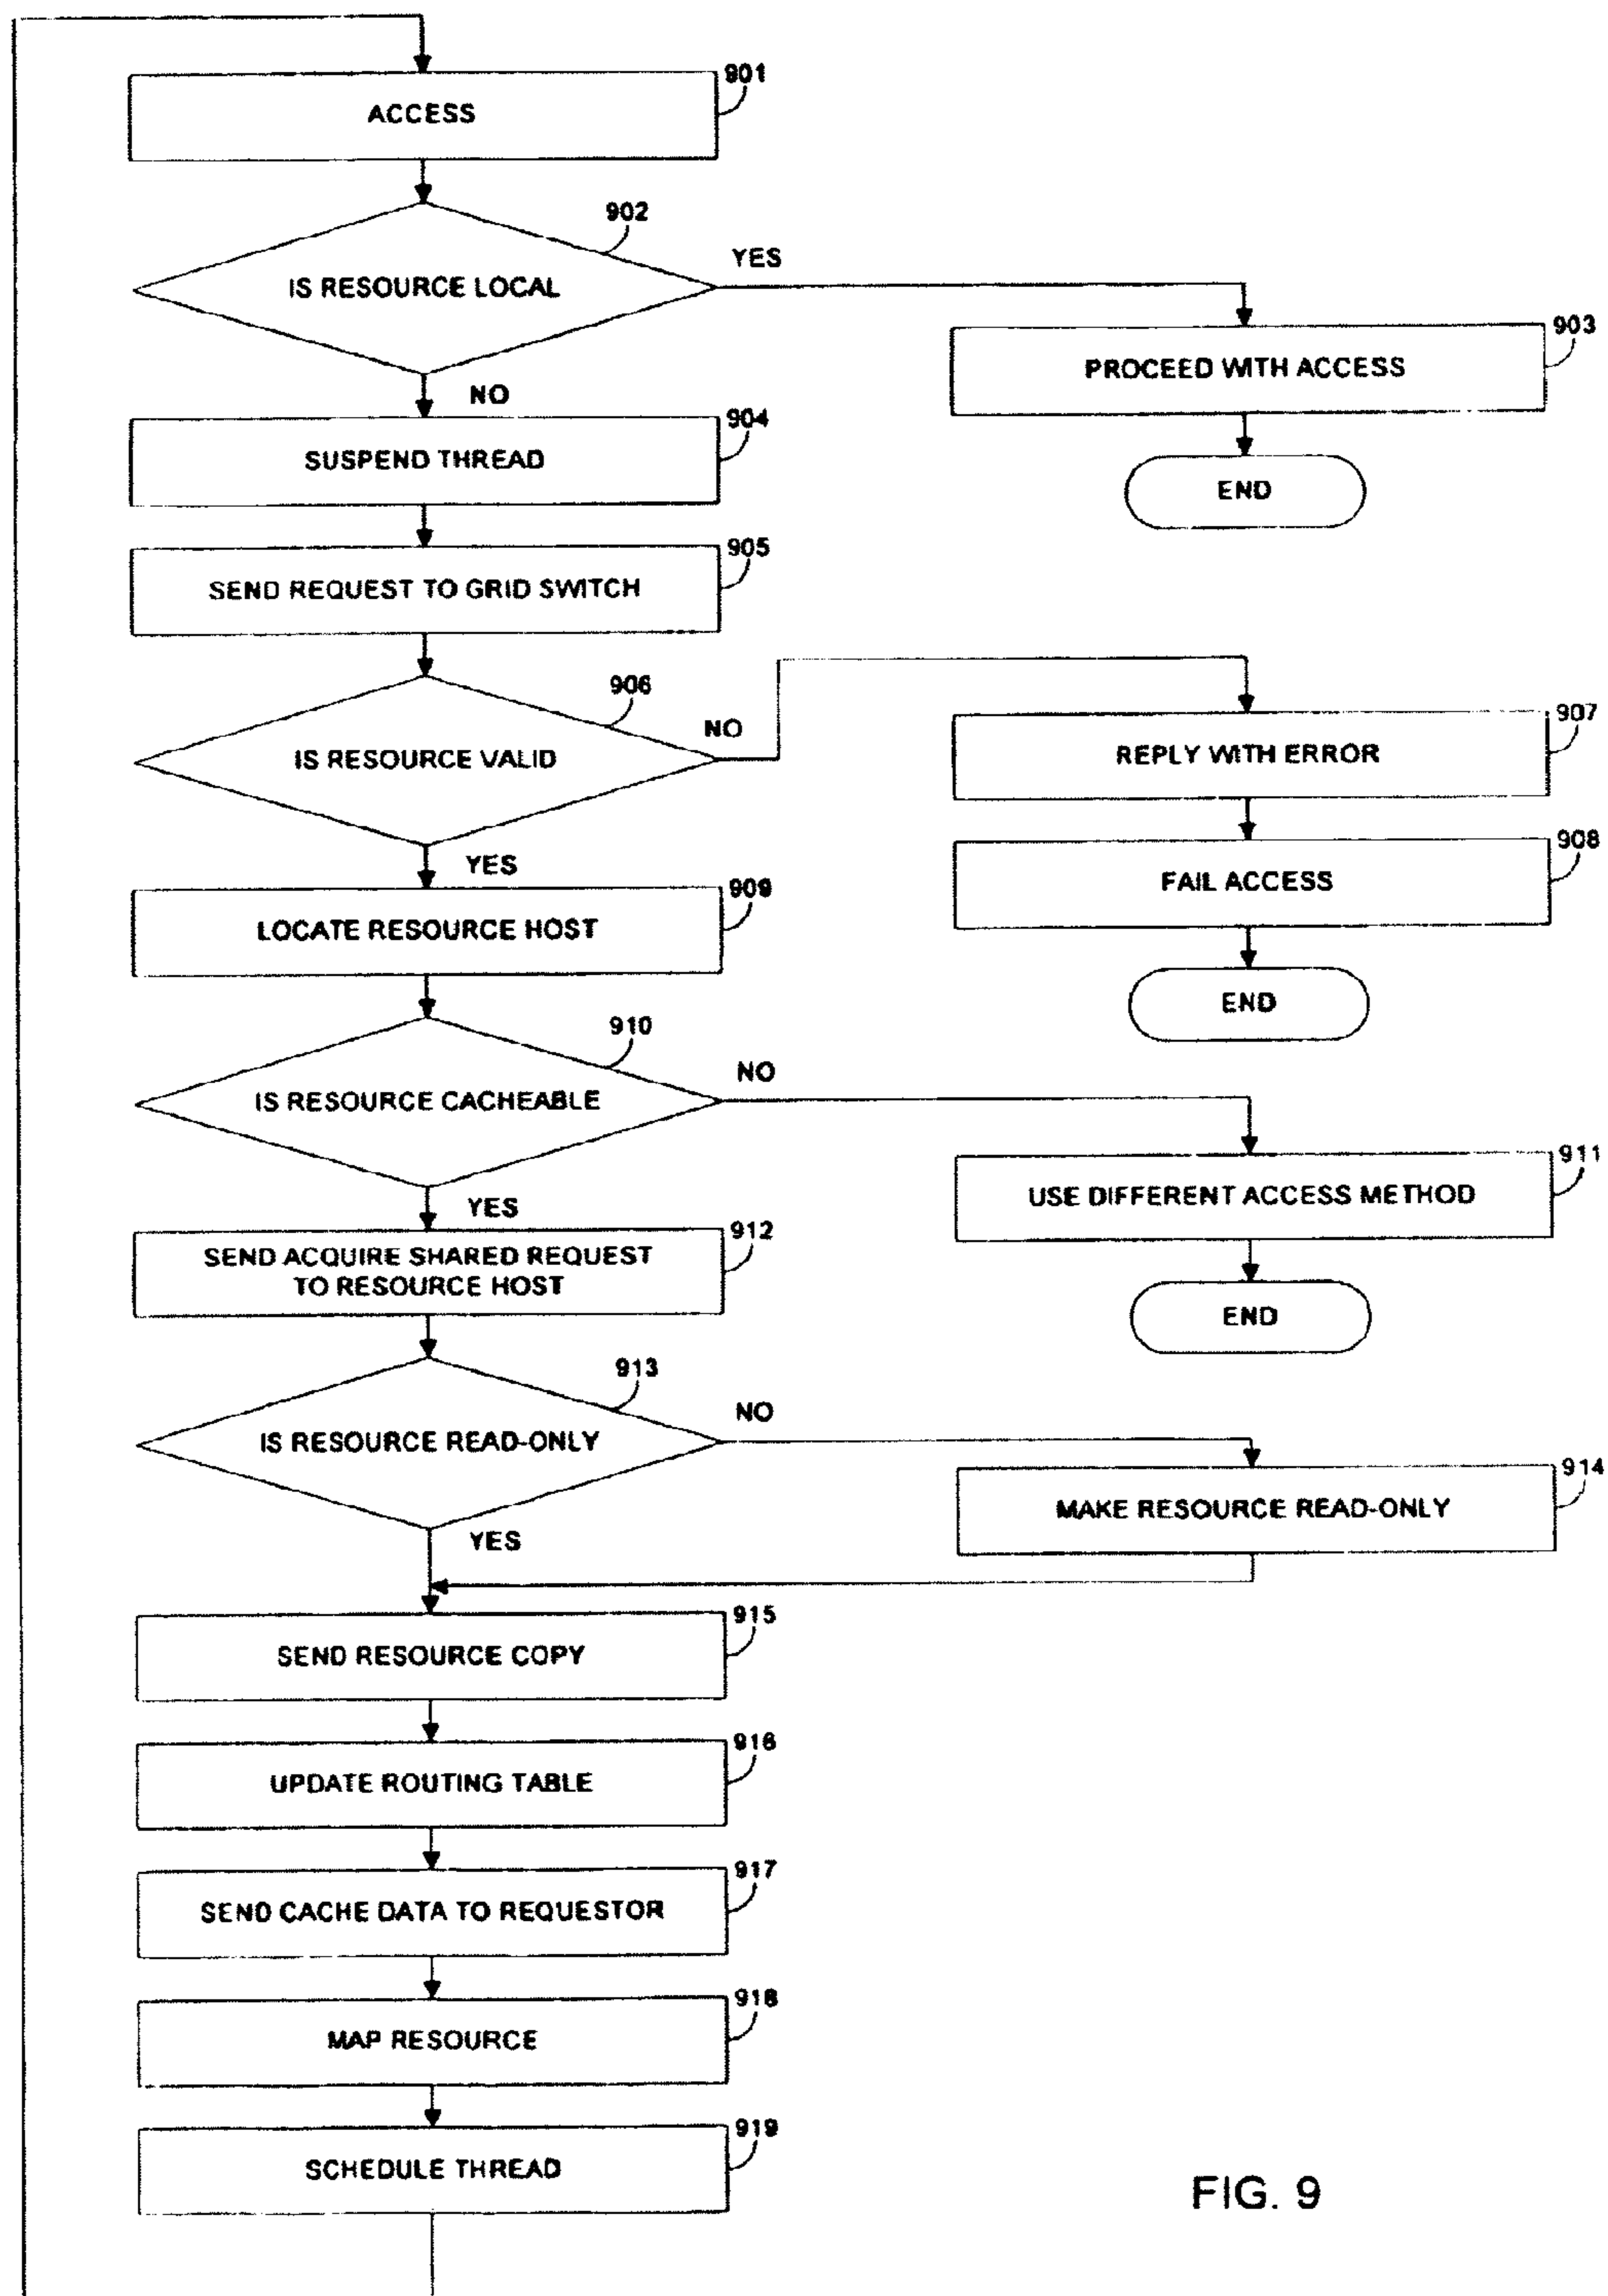 901
ACCESS
902
IS RESOURCE LOCAL
YES
903
PROCEED WITH ACCESS
NO
END
904
SUSPEND THREAD
905
SEND REQUEST TO GRID SWITCH
906
IS RESOURCE VALID
NO
907
REPLY WITH ERROR
908
FAIL ACCESS
END
YES
909
LOCATE RESOURCE HOST
910
IS RESOURCE CACHEABLE
NO
911
USE DIFFERENT ACCESS METHOD
END
YES
912
SEND ACQUIRE SHARED REQUEST
TO RESOURCE HOST
913
IS RESOURCE READ-ONLY
NO
914
MAKE RESOURCE READ-ONLY
YES
915
SEND RESOURCE COPY
916
UPDATE ROUTING TABLE
917
SEND CACHE DATA TO REQUESTOR
918
MAP RESOURCE
919
SCHEDULE THREAD
FIG. 9